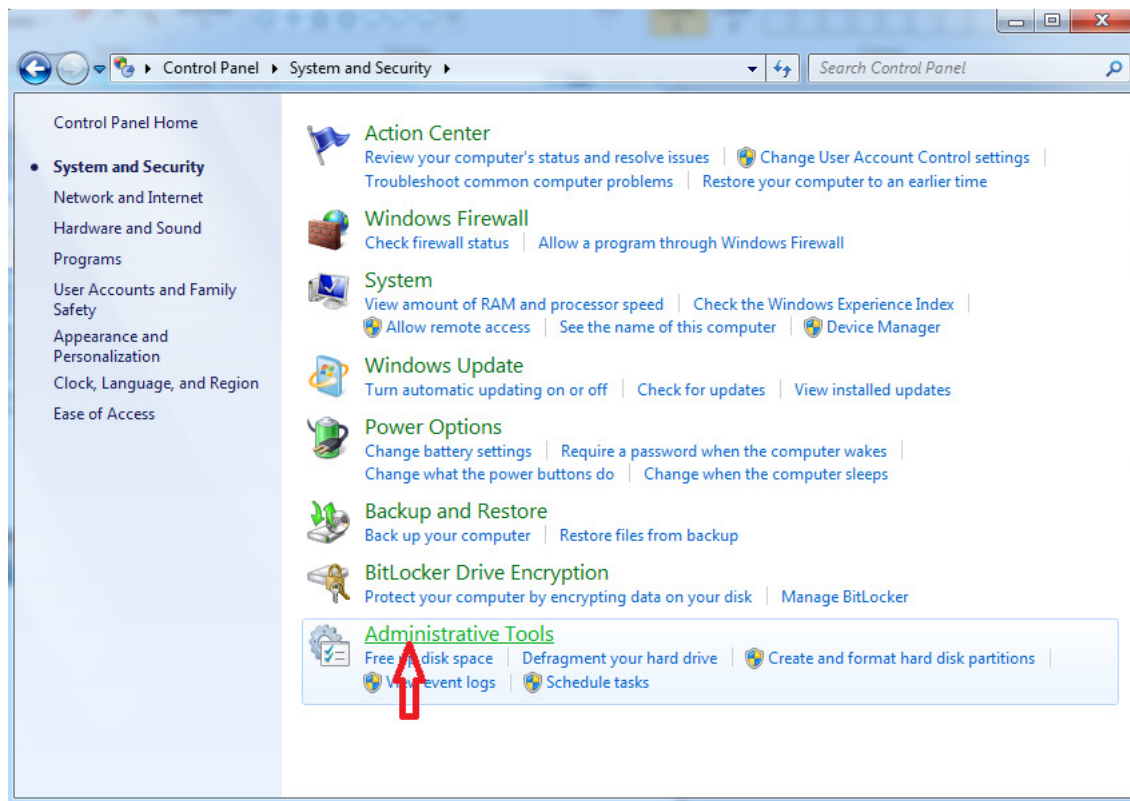 Control Panel System and Security
Search Control Panel
Control Panel Home
System and Security
Network and Internet
Hardware and Sound
Programs
User Accounts and Family
Safety
Appearance and
Personalization
Clock, Language, and Region
Ease of Access
Action Center
Review your computer's status and resolve issues Change User Account Control settings
Troubleshoot common computer problems Restore your computer to an earlier time
Windows Firewall
Check firewall status Allow a program through Windows Firewall
System
View amount of RAM and processor speed Check the Windows Experience Index
Allow remote access See the name of this computer Device Manager
Windows Update
Turn automatic updating on or off Check for updates View installed updates
Power Options
Change battery settings Require a password when the computer wakes
Change what the power buttons do Change when the computer sleeps
Backup and Restore
Back up your computer Restore files from backup
BitLocker Drive Encryption
Protect your computer by encrypting data on your disk Manage BitLocker
Administrative Tools
Free up disk space Defragment your hard drive Create and format hard disk partitions
View event logs Schedule tasks